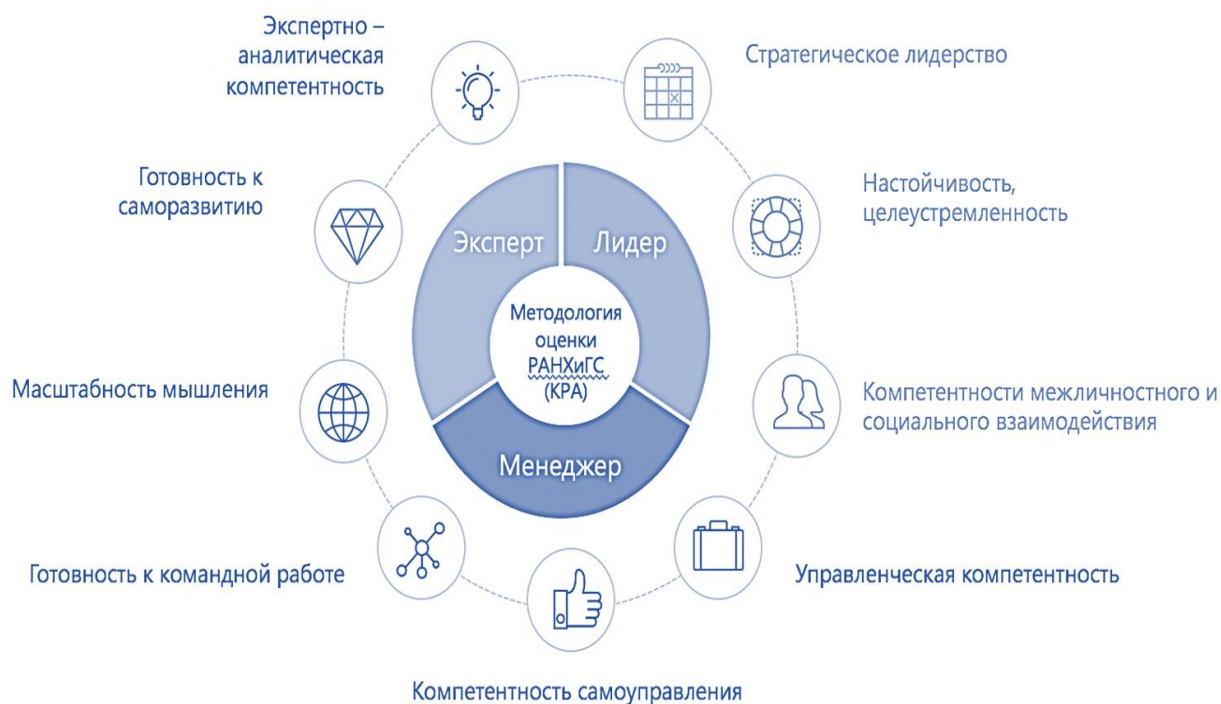 Экспертно –
аналитическая
компетентность
Стратегическое лидерство
Готовность к
саморазвитию
Настойчивость,
целеустремленность
Эксперт
Лидер
Методология
оценки
РАНХиГС
(КРА)
Масштабность мышления
Компетентности межличностного и
социального взаимодействия
Менеджер
Готовность к командной работе
Управленческая компетентность
Компетентность самоуправления